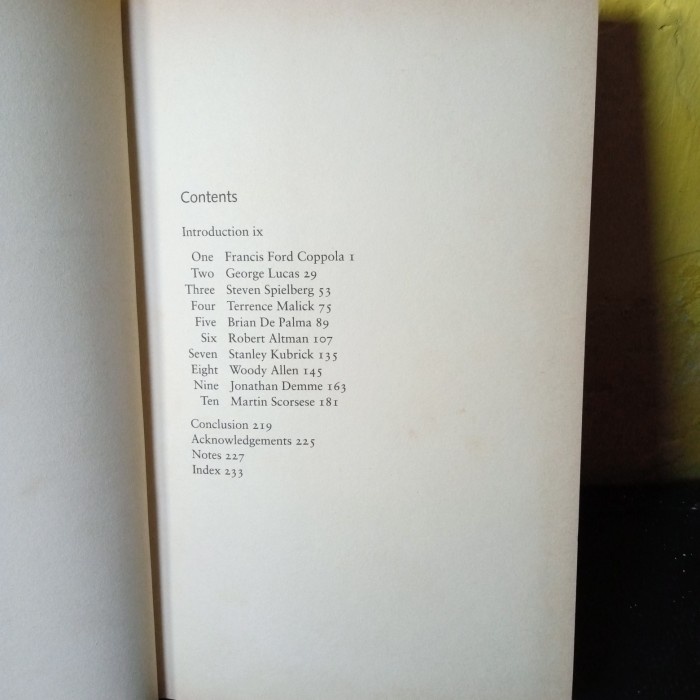 Contents
Introduction ix
One Francis Ford Coppola 1
Two George Lucas 29
Three Steven Spielberg 53
Four Terrence Malick 75
Five Brian De Palma 89
Six Robert Altman 107
Seven Stanley Kubrick 135
Eight Woody Allen 145
Nine Jonathan Demme 163
Ten Martin Scorsese 181
Conclusion 219
Acknowledgements 225
Notes 227
Index 233